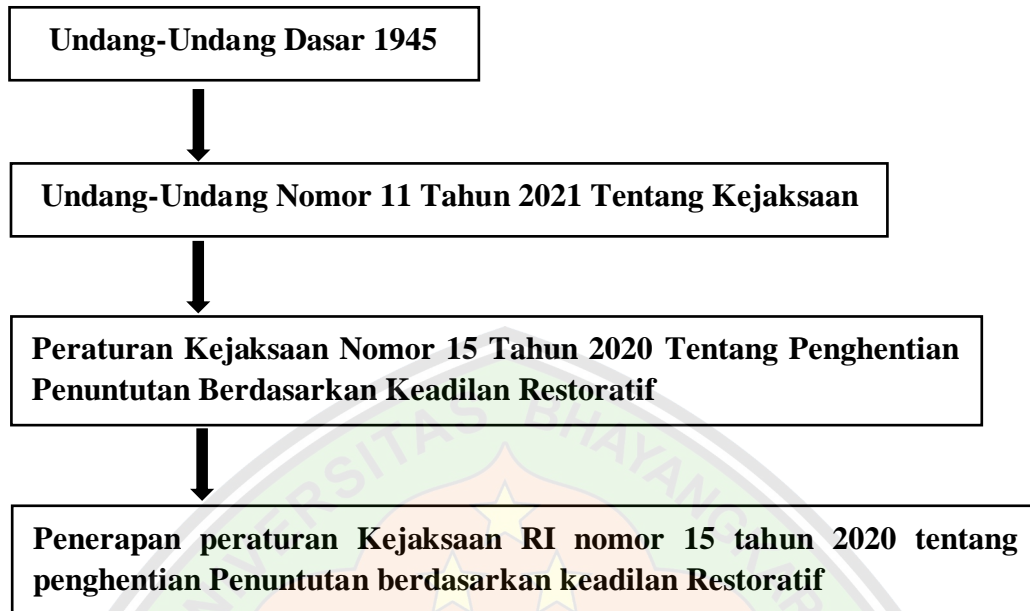 Undang-Undang Dasar 1945
Undang-Undang Nomor 11 Tahun 2021 Tentang Kejaksaan
Peraturan Kejaksaan Nomor 15 Tahun 2020 Tentang Penghentian
Penuntutan Berdasarkan Keadilan Restoratif
UNIVERSITAS BHAYANGKAR
Penerapan peraturan Kejaksaan RI nomor 15 tahun 2020 tentang
penghentian Penuntutan berdasarkan keadilan Restoratif